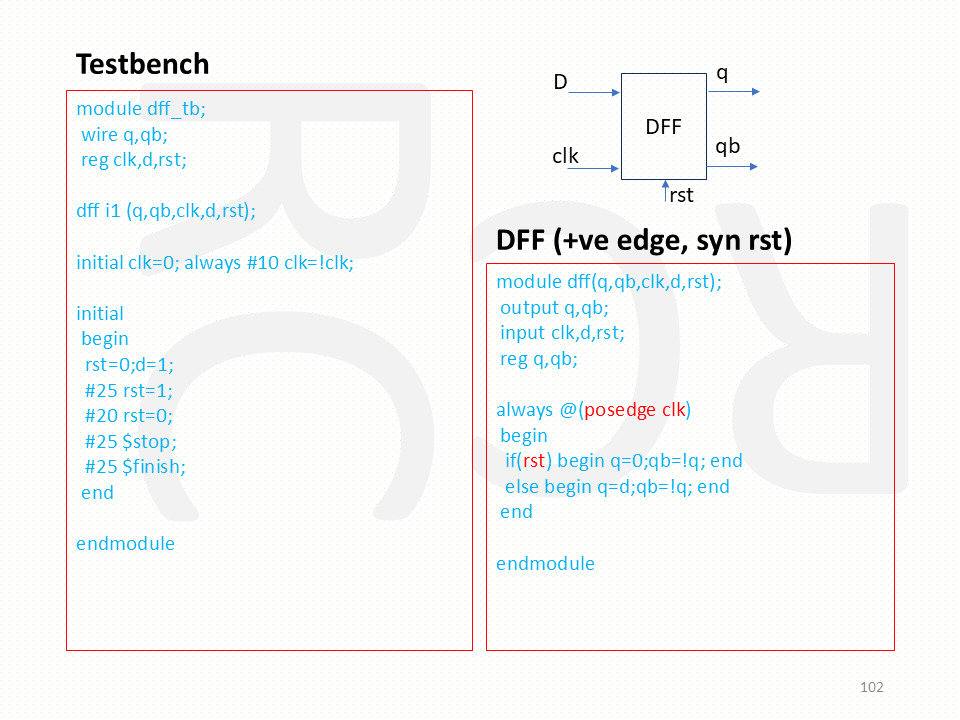 Testbench
module dff_tb;
wire q,qb;
reg clk,d,rst;
dff i1 (q,qb,clk,d,rst);
initial clk=0; always #10 clk=!clk;
initial
begin
rst=0;d=1;
#25 rst=1;
#20 rst=0;
#25 $stop;
#25 $finish;
end
endmodule
D
clk
DFF
q
qb
rst
DFF (+ve edge, syn rst)
module dff(q,qb,clk,d,rst);
output q,qb;
input clk,d,rst;
reg q,qb;
always @(posedge clk)
begin
if(rst) begin q=0;qb=!q; end
else begin q=d;qb=!q; end
end
endmodule
RC
RC
102